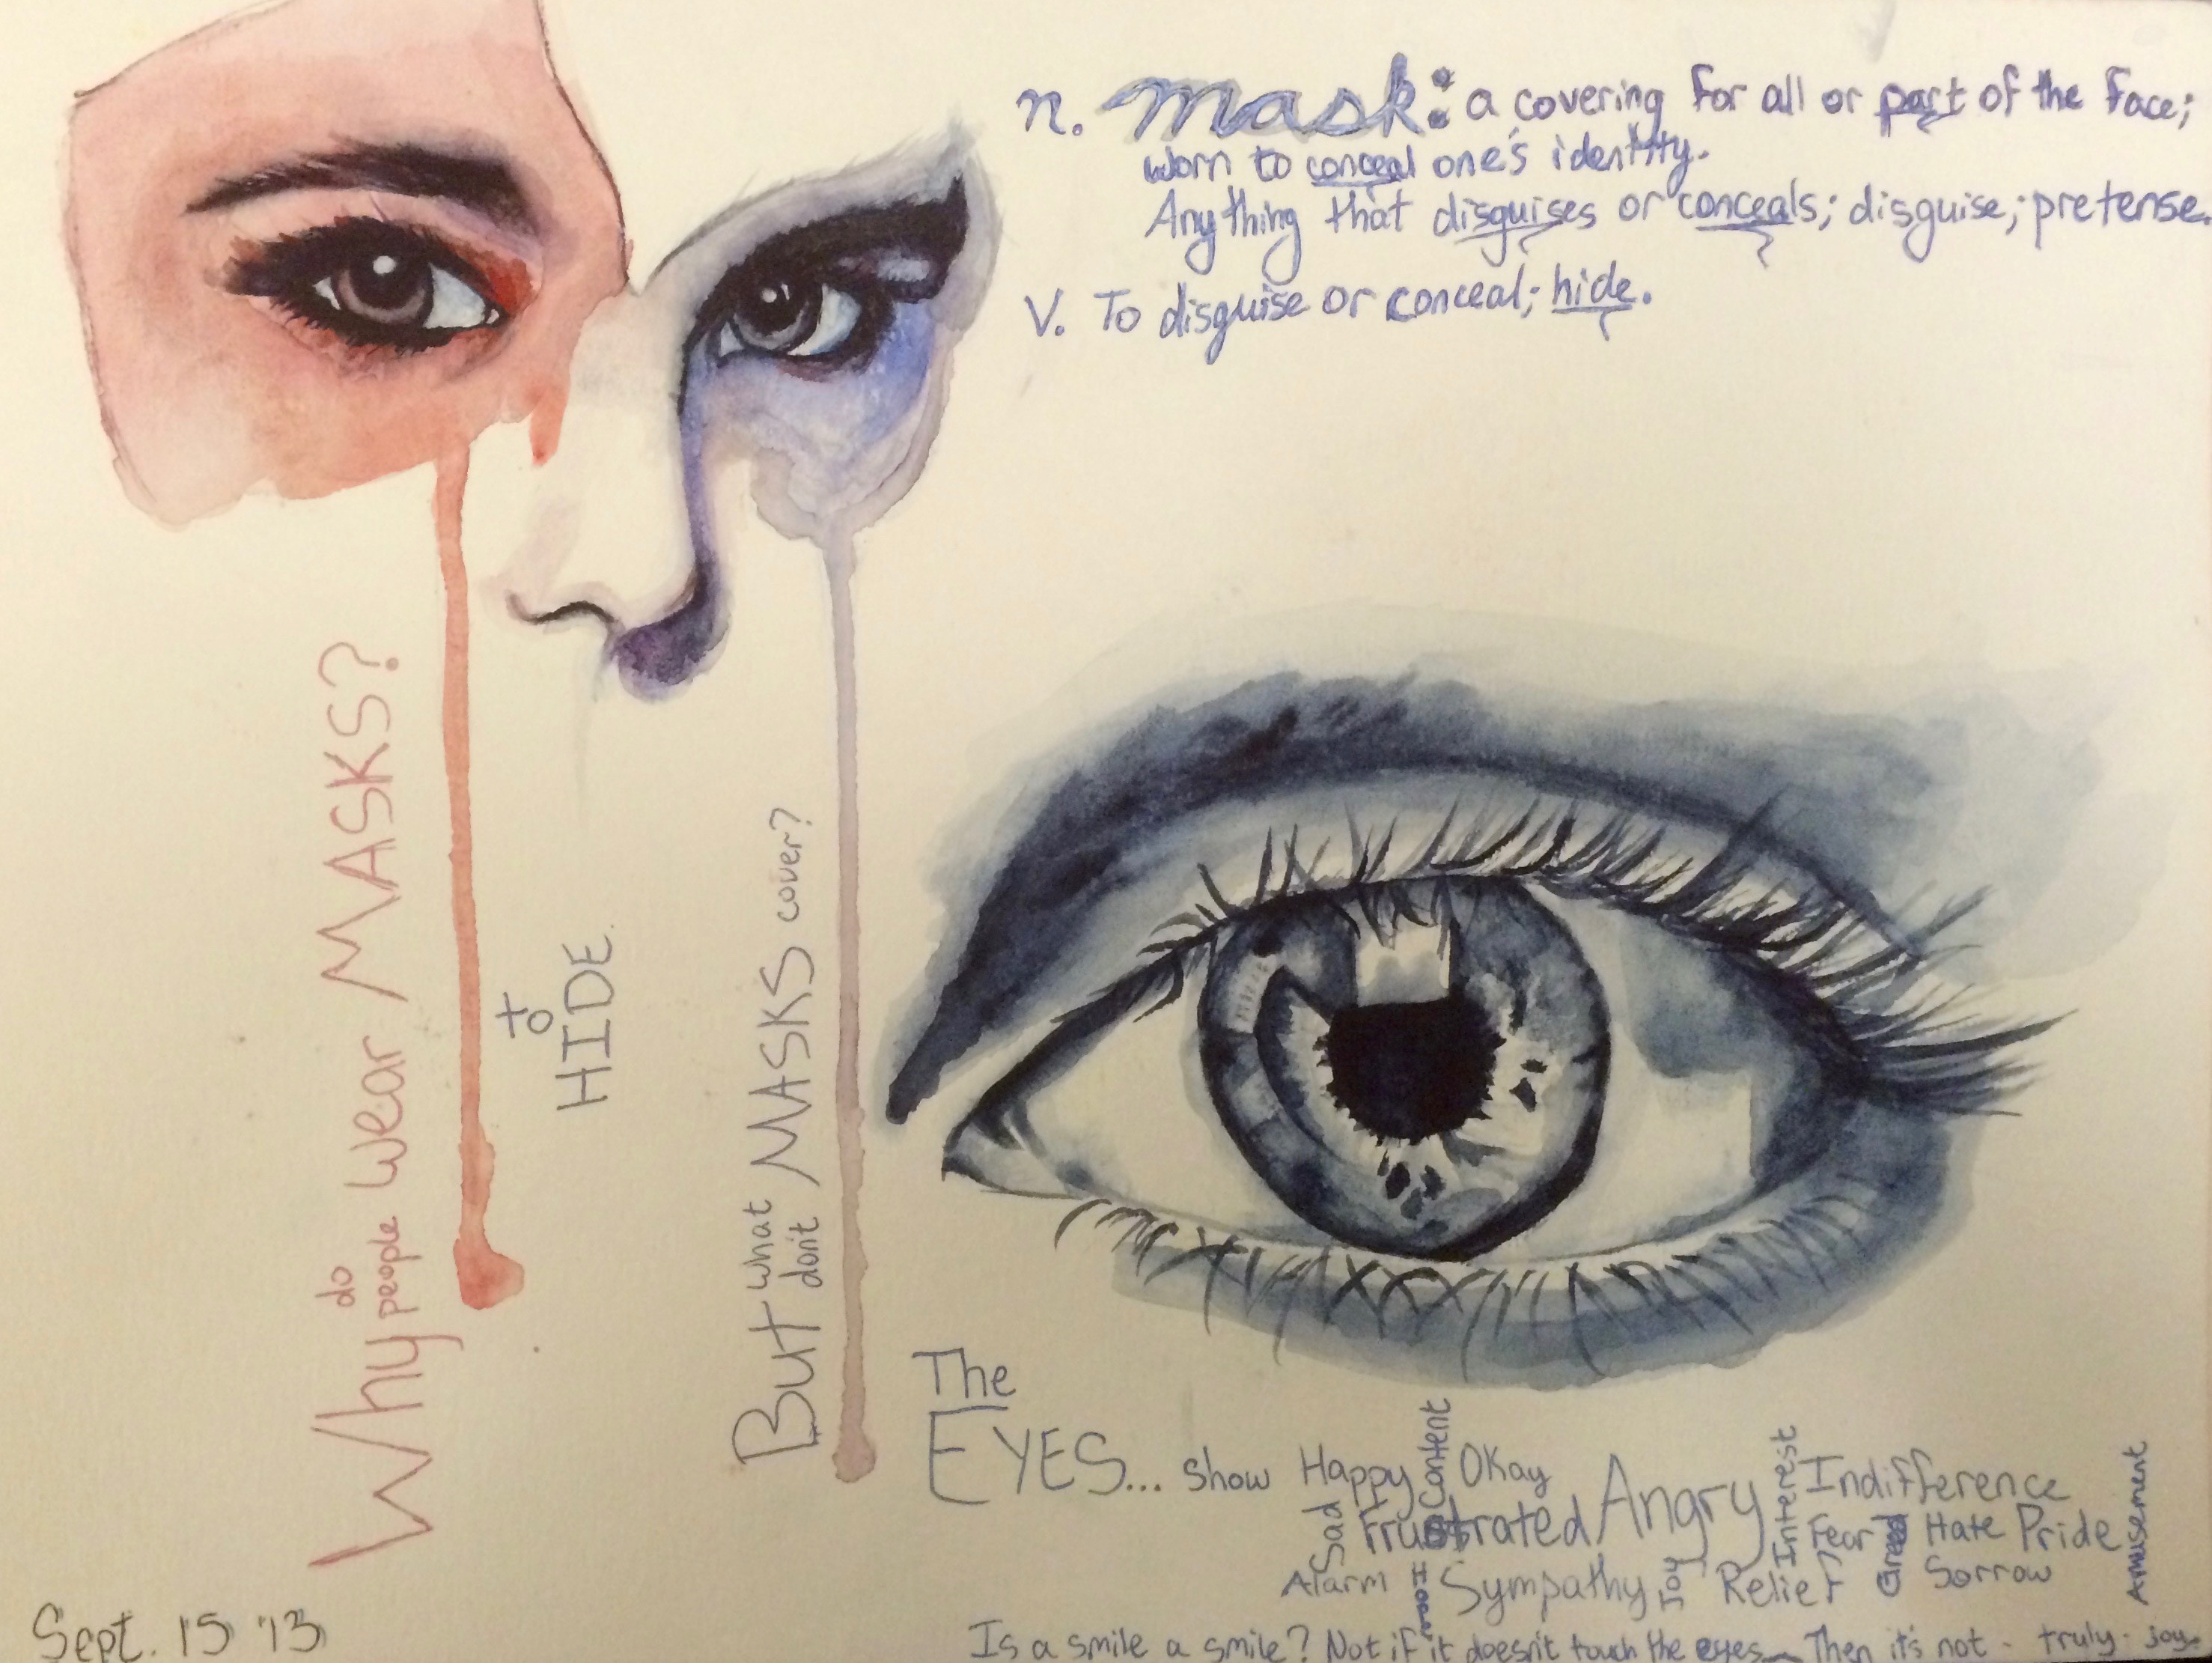 n. mask: a covering for all or part of the face;
worn to conceal one's identity.
Anything that disguises or conceals; disguise; pretense.
V. To disguise or conceal; hide.
Why do people wear MASKS?
to
HIDE.
But what don't MASKS cover?
The
EYES... show Happy Content Okay Angry Interest Indifference
Sad Frustrated Fear Greed Hate Pride Amusement
Alarm Horror Sympathy Joy Relief Sorrow
Is a smile a smile? Not if it doesn't touch the eyes. Then it's not - truly - joy.
Sept. 15 '13